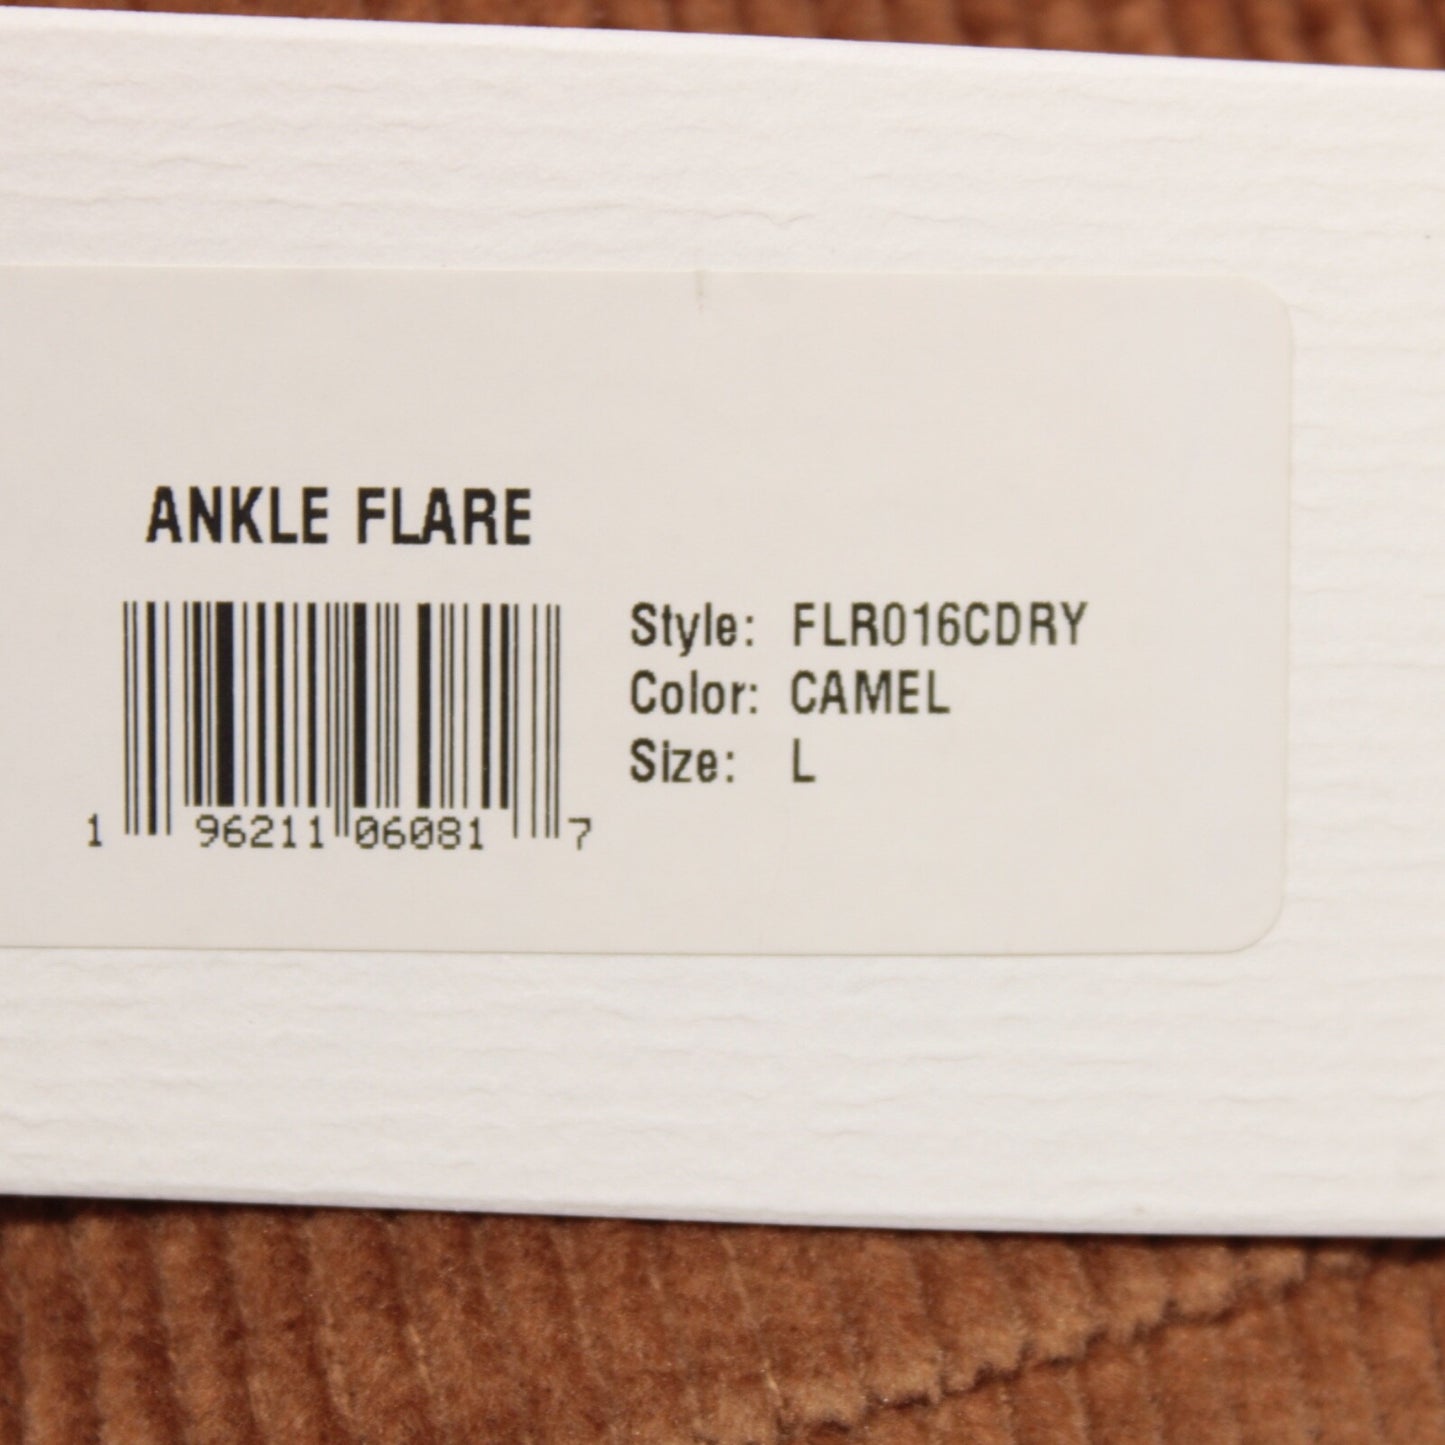 ANKLE FLARE
Style: FLR016CDRY
Color: CAMEL
Size: L
1 96211 06081 7